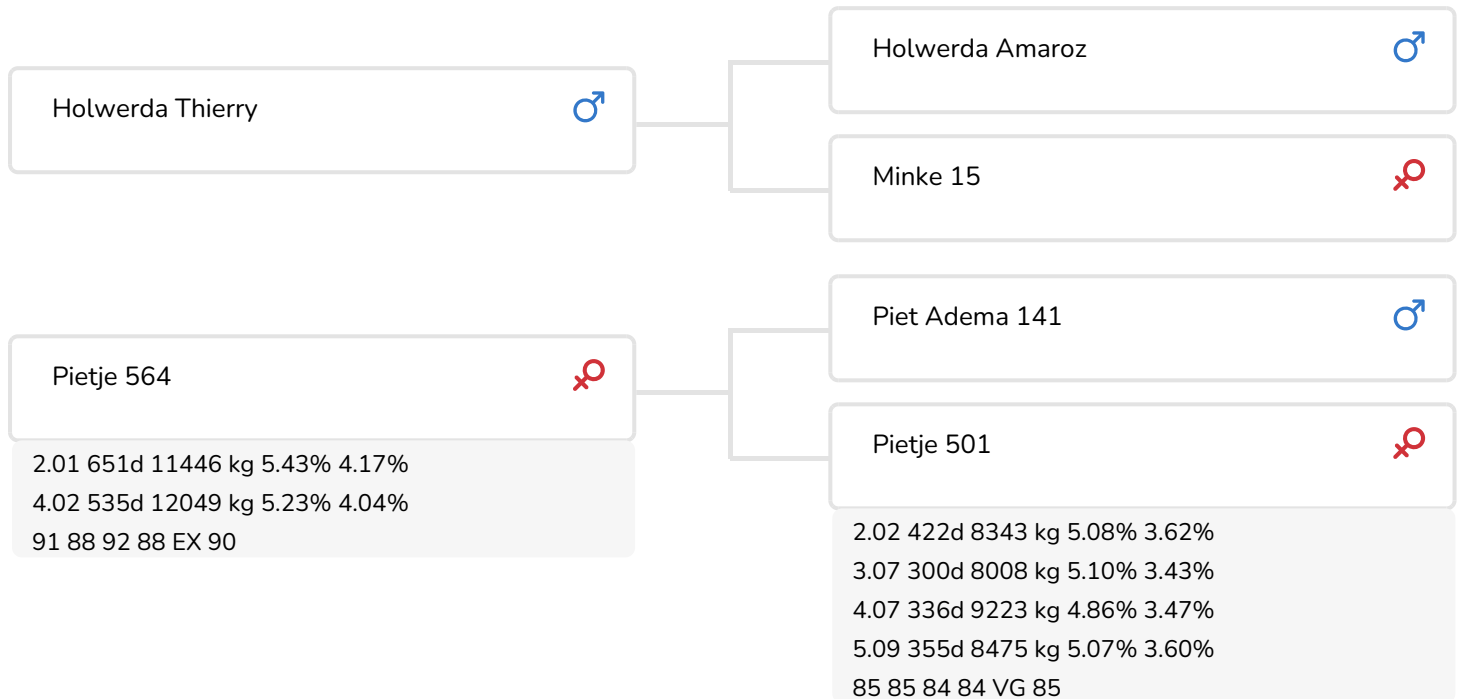 Holwerda Thierry
Holwerda Amaroz
Minke 15
Pietje 564
2.01 651d 11446 kg 5.43% 4.17%
4.02 535d 12049 kg 5.23% 4.04%
91 88 92 88 EX 90
Piet Adema 141
Pietje 501
2.02 422d 8343 kg 5.08% 3.62%
3.07 300d 8008 kg 5.10% 3.43%
4.07 336d 9223 kg 4.86% 3.47%
5.09 355d 8475 kg 5.07% 3.60%
85 85 84 84 VG 85